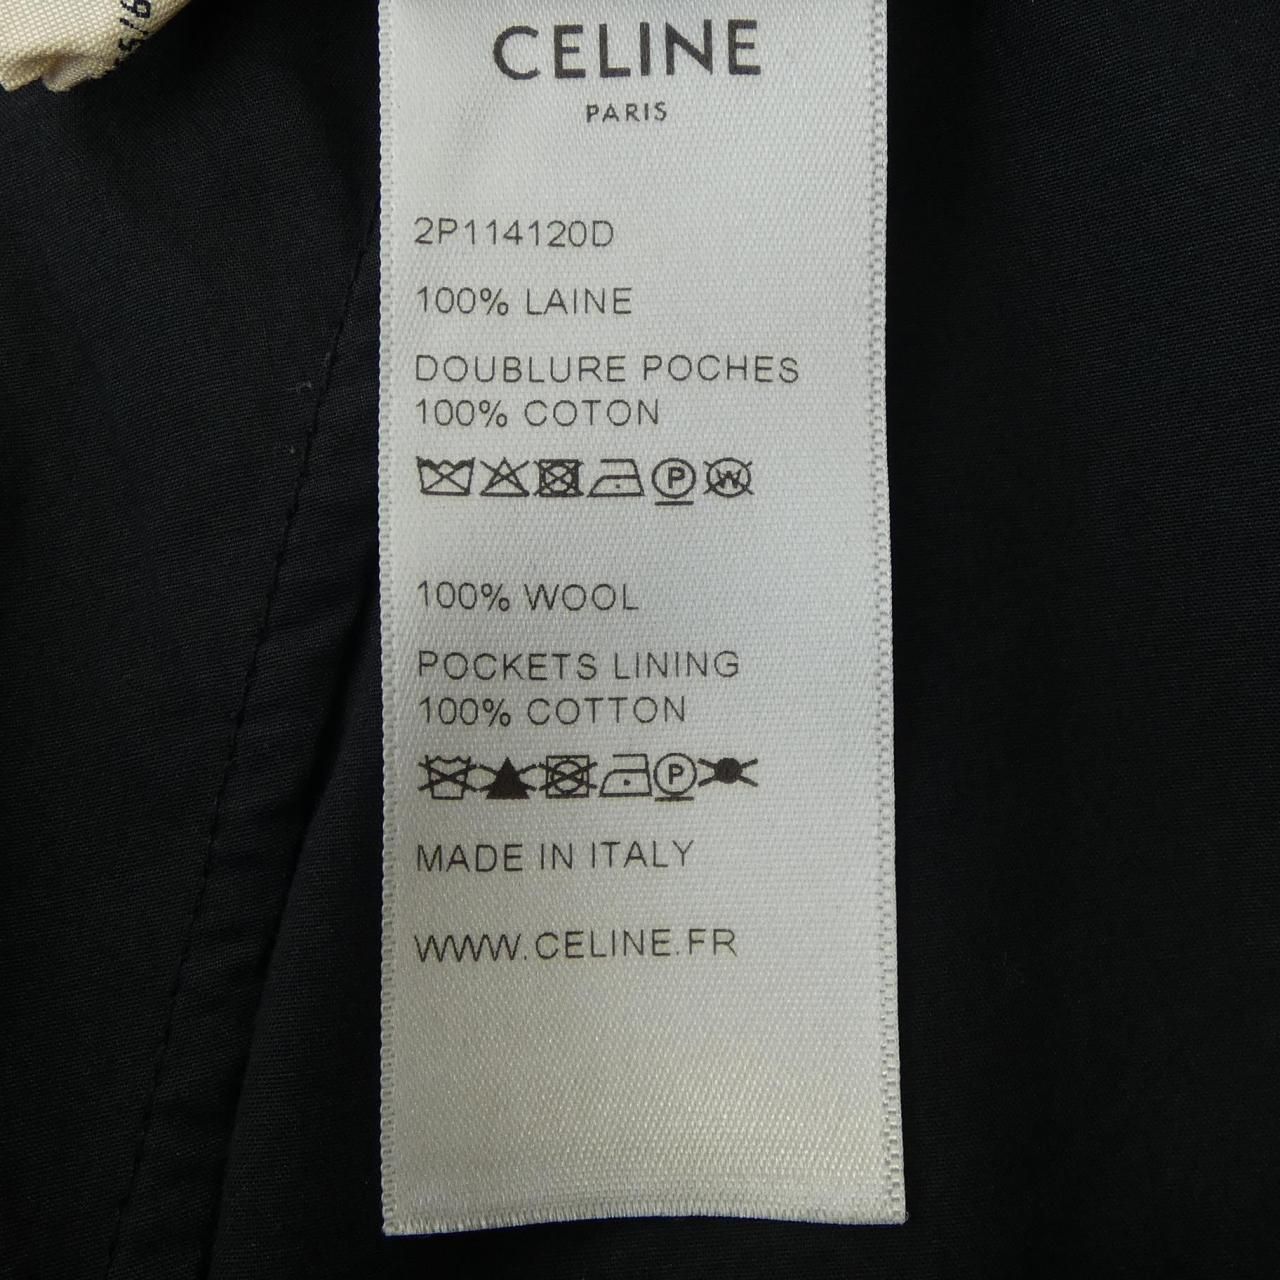 CELINE
PARIS
2P114120D
100% LAINE
DOUBLURE POCHES
100% COTON
P W
100% WOOL
POCKETS LINING
100% COTTON
P
MADE IN ITALY
WWW.CELINE.FR